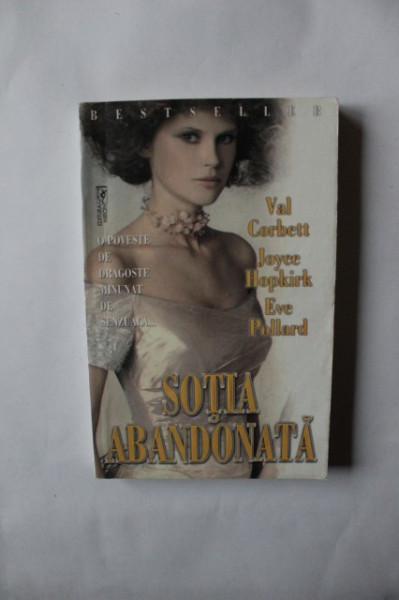 BESTSELLER
Val
Corbett
Joyce
Hopkirk
Eve
Pollard
O POVESTE
DE
DRAGOSTE
MINUNAT
DE
SENZUALĂ...
SOȚIA
ABANDONATĂ